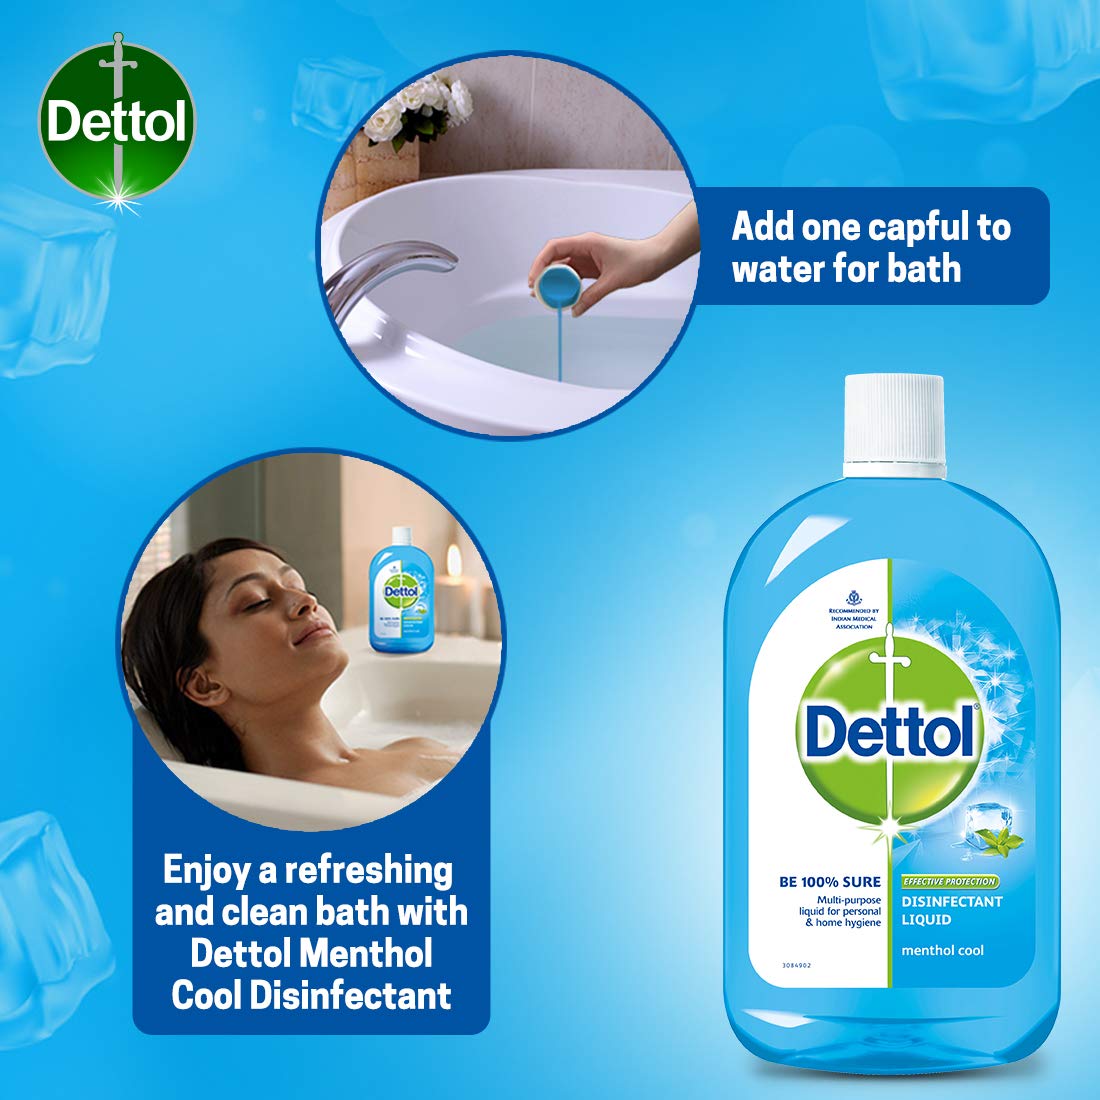 Dettol
Add one capful to
water for bath
Enjoy a refreshing
and clean bath with
Dettol Menthol
Cool Disinfectant
Dettol
RECOMMENDED BY
INDIAN MEDICAL
ASSOCIATION
Dettol
BE 100% SURE
Multi-purpose
liquid for personal
& home hygiene
3084902
EFFECTIVE PROTECTION
DISINFECTANT
LIQUID
menthol cool